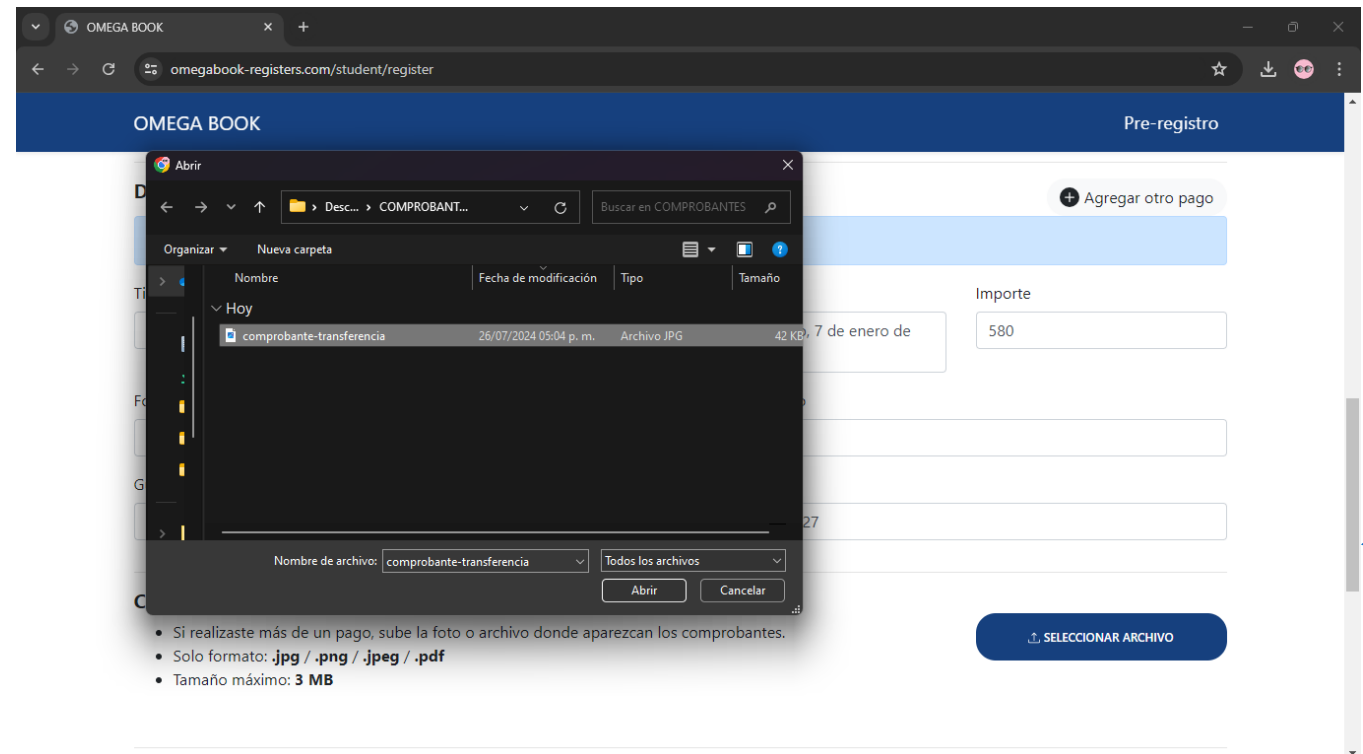 OMEGA BOOK
omegabook-registers.com/student/register
OMEGA BOOK Pre-registro
Abrir
D Agregar otro pago
Desc... COMPROBANT... Buscar en COMPROBANTES
Organizar Nueva carpeta
Nombre Fecha de modificación Tipo Tamaño
Ti Importe
Hoy
comprobante-transferencia 26/07/2024 05:04 p. m. Archivo JPG 42 KB , 7 de enero de 580
Fo
G
27
Nombre de archivo: comprobante-transferencia Todos los archivos
Abrir Cancelar
C
Si realizaste más de un pago, sube la foto o archivo donde aparezcan los comprobantes.
SELECCIONAR ARCHIVO
Solo formato: .jpg / .png / .jpeg / .pdf
Tamaño máximo: 3 MB